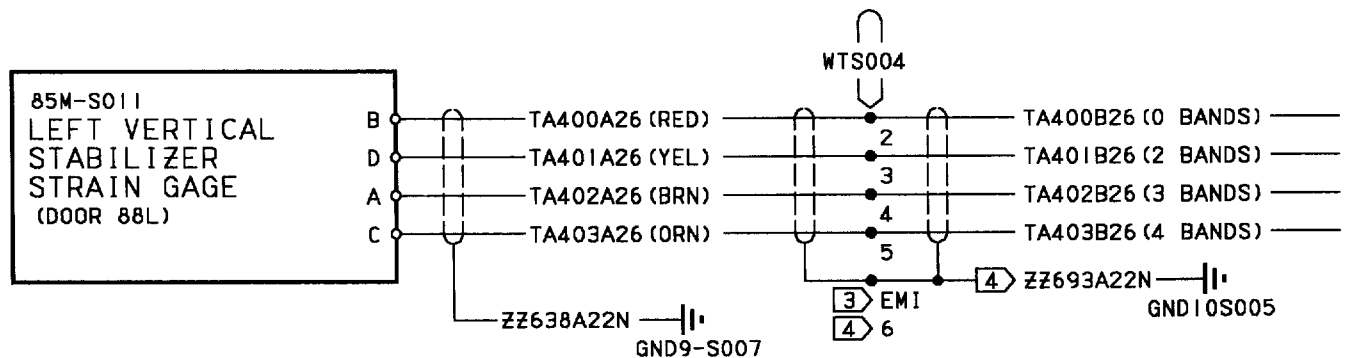 WTS004
85M-S011
LEFT VERTICAL
STABILIZER
STRAIN GAGE
(DOOR 88L)
B TA400A26 (RED) 2 TA400B26 (0 BANDS)
D TA401A26 (YEL) 3 TA401B26 (2 BANDS)
A TA402A26 (BRN) 4 TA402B26 (3 BANDS)
C TA403A26 (ORN) 5 TA403B26 (4 BANDS)
3 EMI 4 ZZ693A22N
GND10S005
4 6
ZZ638A22N
GND9-S007